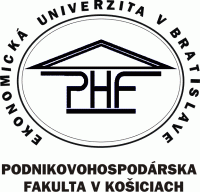 EKONOMICKÁ UNIVERZITA V BRATISLAVE
PHF
PODNIKOVOHOSPODÁRSKA
FAKULTA V KOŠICIACH